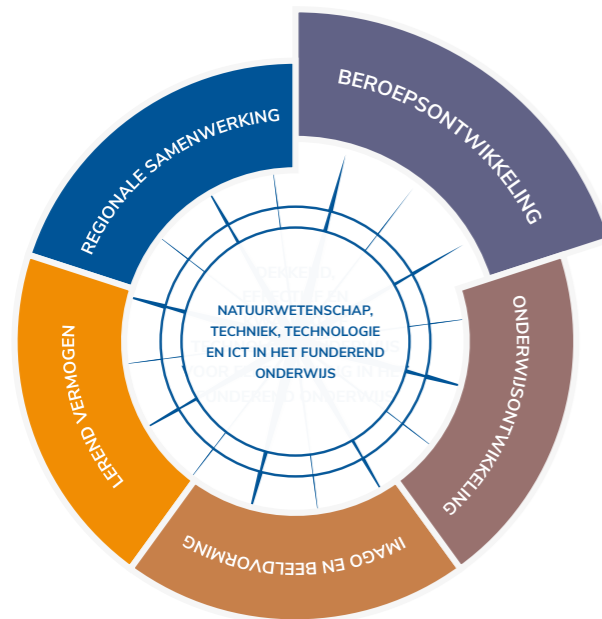 BEROEPSONTWIKKELING
REGIONALE SAMENWERKING
NATUURWETENSCHAP,
TECHNIEK, TECHNOLOGIE
EN ICT IN HET FUNDEREND
ONDERWIJS
ONDERWIJSONTWIKKELING
LEREND VERMOGEN
IMAGO EN BEELDVORMING